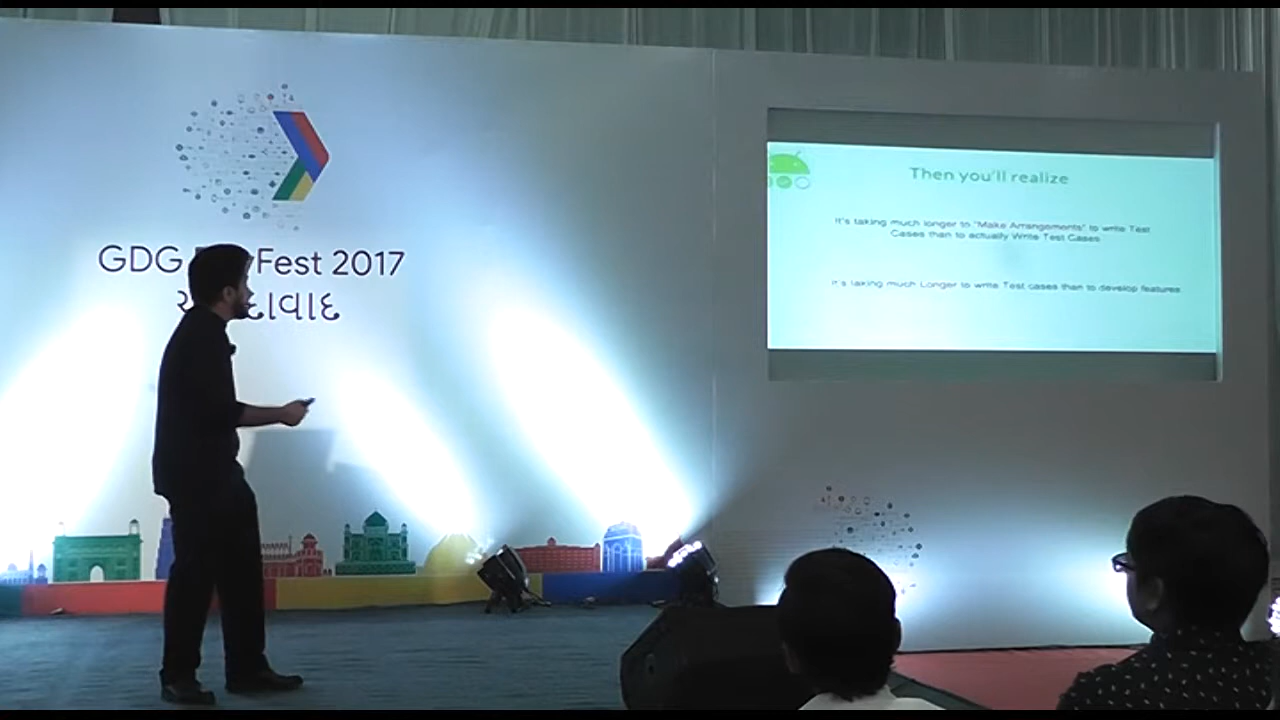 GDG Fest 2017
Then you'll realize
It's taking much longer to "Make Arrangements" to write Test
Cases than to actually Write Test Cases
It's taking much Longer to write Test cases than to develop features